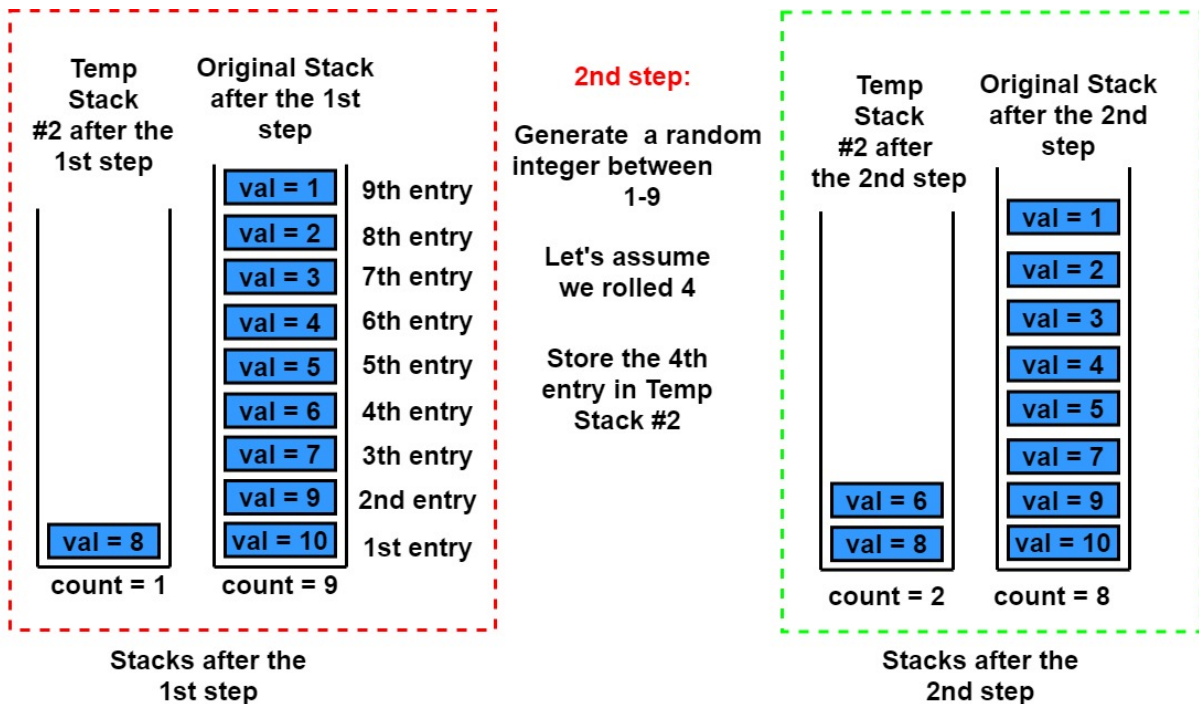 Temp
Stack
#2 after the
1st step
Original Stack
after the 1st
step
val = 1
9th entry
val = 2
8th entry
val = 3
7th entry
val = 4
6th entry
val = 5
5th entry
val = 6
4th entry
val = 7
3th entry
val = 9
2nd entry
val = 8
val = 10
1st entry
count = 1
count = 9
Stacks after the
1st step
2nd step:
Generate a random
integer between
1-9
Let's assume
we rolled 4
Store the 4th
entry in Temp
Stack #2
Temp
Stack
#2 after
the 2nd step
Original Stack
after the 2nd
step
val = 1
val = 2
val = 3
val = 4
val = 5
val = 7
val = 6
val = 9
val = 8
val = 10
count = 2
count = 8
Stacks after the
2nd step